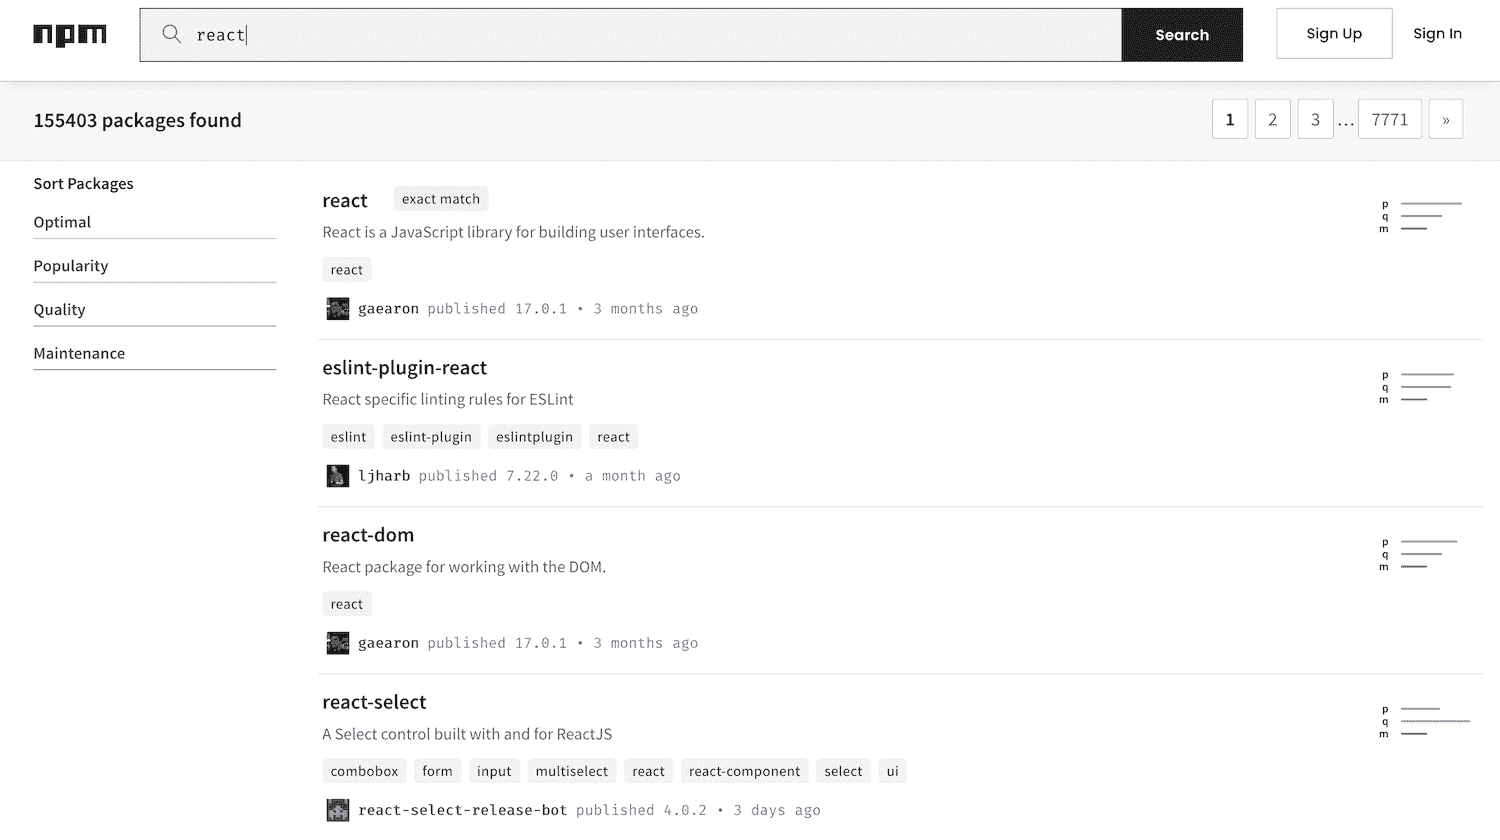 npm
react
Search
Sign Up
Sign In
155403 packages found
1 2 3 ... 7771 »
Sort Packages
Optimal
Popularity
Quality
Maintenance
react exact match
React is a JavaScript library for building user interfaces.
react
gaearon published 17.0.1 • 3 months ago
p
q
m
eslint-plugin-react
React specific linting rules for ESLint
eslint eslint-plugin eslintplugin react
ljharb published 7.22.0 • a month ago
p
q
m
react-dom
React package for working with the DOM.
react
gaearon published 17.0.1 • 3 months ago
p
q
m
react-select
A Select control built with and for ReactJS
combobox form input multiselect react react-component select ui
react-select-release-bot published 4.0.2 • 3 days ago
p
q
m